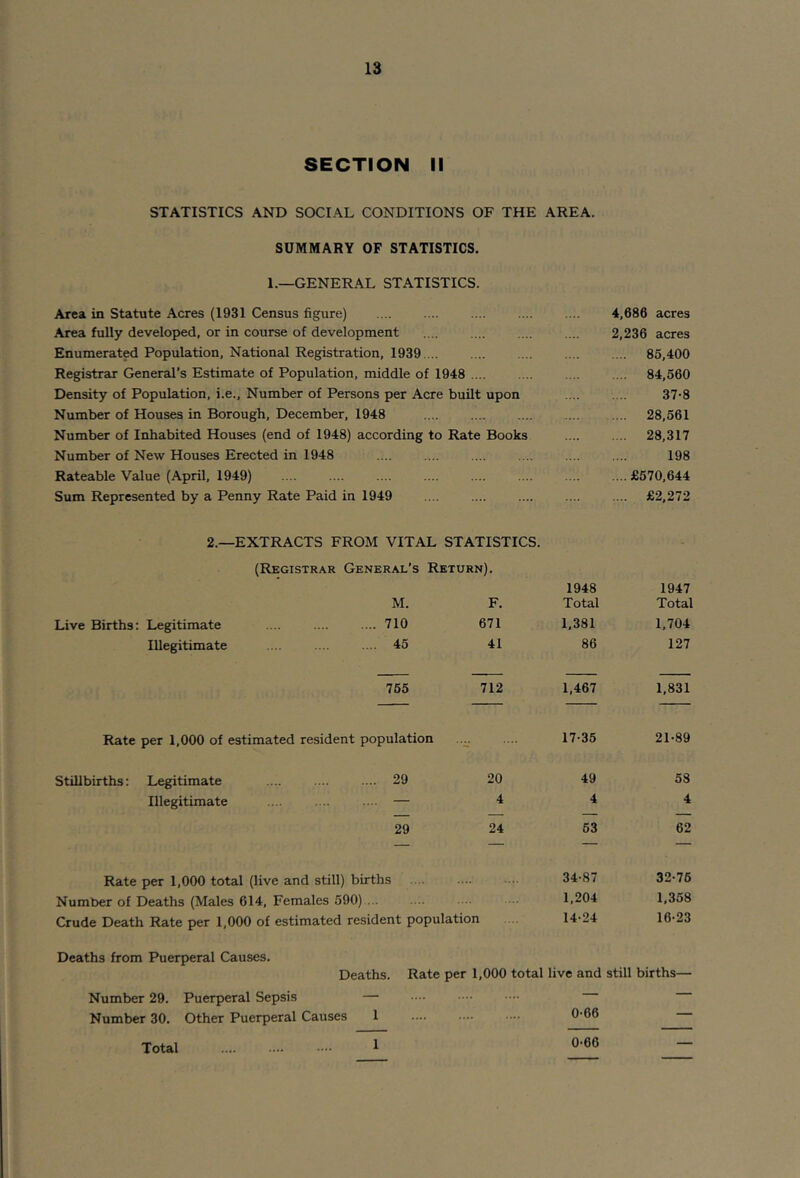 13
SECTION II
STATISTICS AND SOCIAL CONDITIONS OF THE AREA.
SUMMARY OF STATISTICS.
1.—GENERAL STATISTICS.
Area in Statute Acres (1931 Census figure) .... .... .... .... .... 4,686 acres
Area fully developed, or in course of development .... .... .... .... 2,236 acres
Enumerated Population, National Registration, 1939 .... .... .... .... .... 85,400
Registrar General's Estimate of Population, middle of 1948 .... .... .... .... 84,560
Density of Population, i.e., Number of Persons per Acre built upon .... .... 37·8
Number of Houses in Borough, December, 1948 .... .... .... .... .... 28,561
Number of Inhabited Houses (end of 1948) according to Rate Books .... .... 28,317
Number of New Houses Erected in 1948 .... .... .... .... .... .... 198
Rateable Value (April, 1949) .... .... .... .... .... .... .... .... £570,644
Sum Represented by a Penny Rate Paid in 1949 .... .... .... .... .... £2,272
2.—EXTRACTS FROM VITAL STATISTICS.
(Registrar General's Return).
1948 1947
M. F. Total Total
Live Births: Legitimate .... .... .... 710 671 1,381 1,704
Illegitimate .... .... .... 45 41 86 127
755 712 1,467 1,831
Rate per 1,000 of estimated resident population .... .... 17·35 21·89
Stillbirths: Legitimate .... .... .... 29 20 49 58
Illegitimate .... .... .... — 4 4 4
29 24 53 62
Rate per 1,000 total (live and still) births .... .... .... 34·87 32·75
Number of Deaths (Males 614, Females 590) .... .... .... .... 1,204 1,358
Crude Death Rate per 1,000 of estimated resident population .... 14·24 16·23
Deaths from Puerperal Causes.
Deaths. Rate per 1,000 total live and still births—
Number 29. Puerperal Sepsis — .... .... .... — —
Number 30. Other Puerperal Causes 1 .... .... .... 0·66 —
Total .... .... .... 1 0·66 —